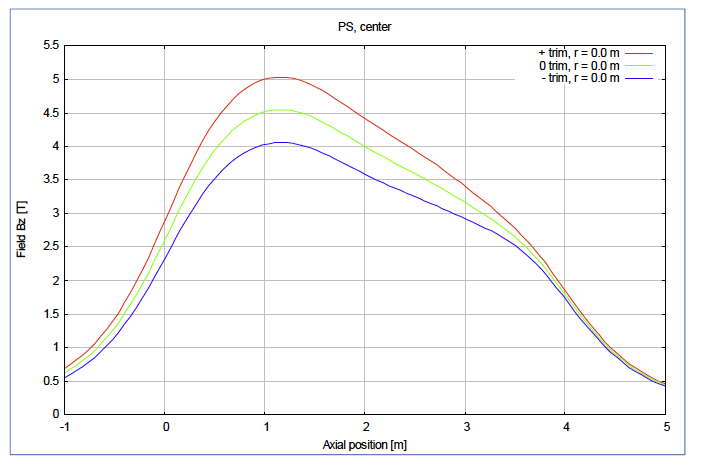 PS, center
+ trim, r = 0.0 m
0 trim, r = 0.0 m
- trim, r = 0.0 m
5.5
5
4.5
4
3.5
3
2.5
2
1.5
1
0.5
0
Field Bz [T]
-1 0 1 2 3 4 5
Axial position [m]